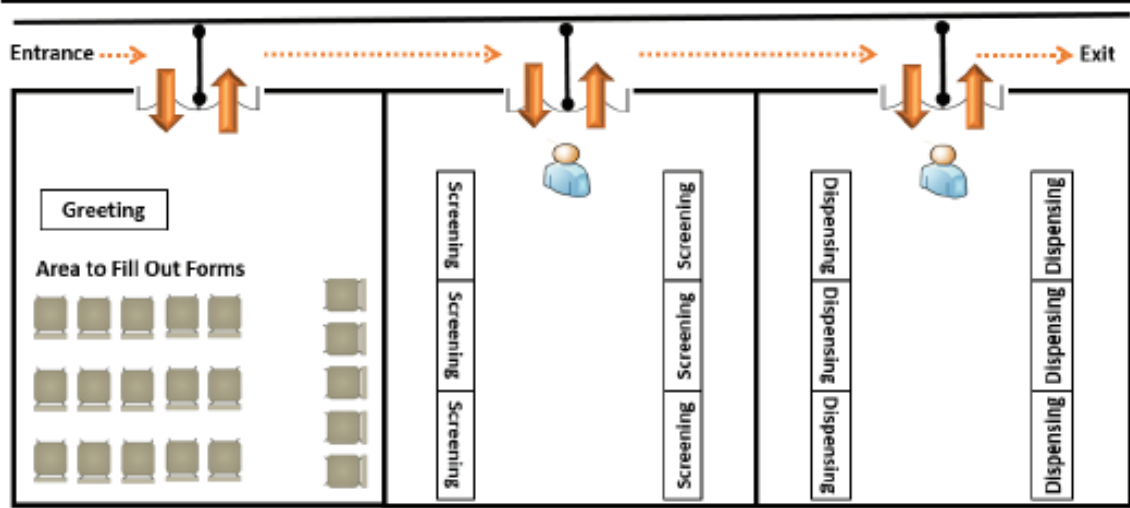 Entrance
Exit
Greeting
Area to Fill Out Forms
Screening
Screening
Screening
Screening
Screening
Screening
Dispensing
Dispensing
Dispensing
Dispensing
Dispensing
Dispensing